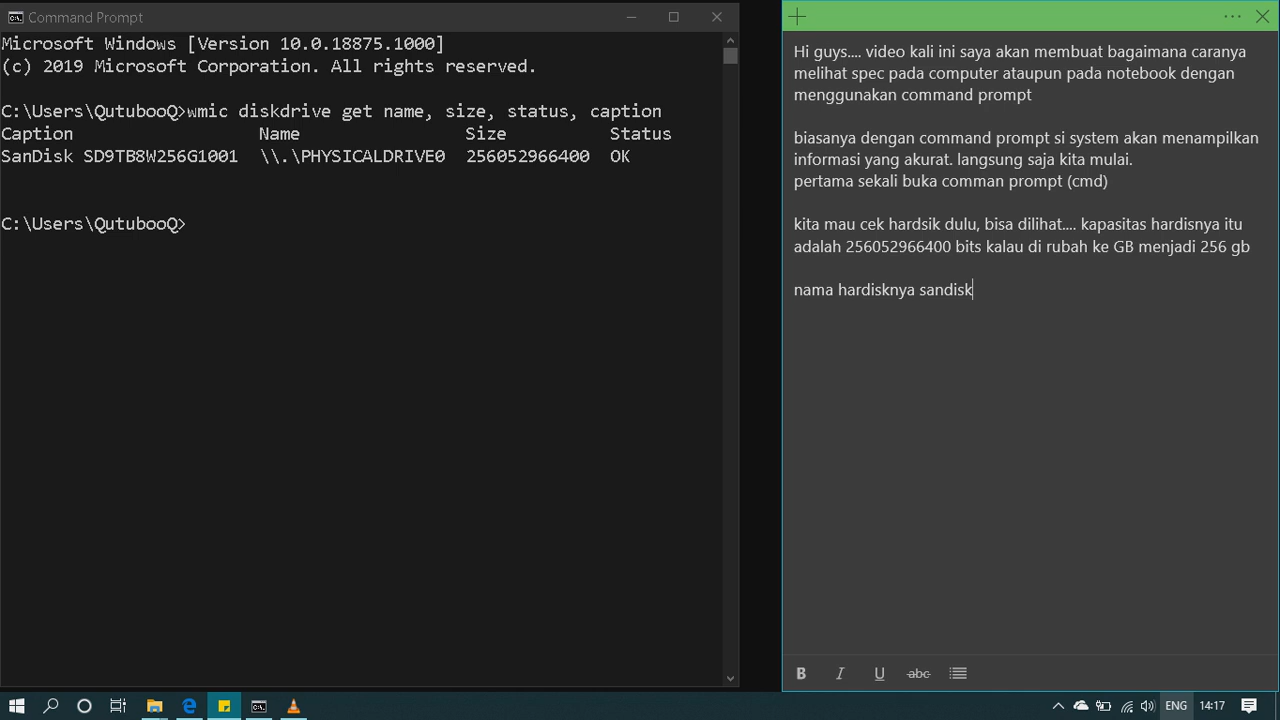 Command Prompt
Microsoft Windows [Version 10.0.18875.1000]
(c) 2019 Microsoft Corporation. All rights reserved.
C:\Users\QutubooQ>wmic diskdrive get name, size, status, caption
Caption Name Size Status
SanDisk SD9TB8W256G1001 \\.\PHYSICALDRIVE0 256052966400 OK
C:\Users\QutubooQ>
Hi guys.... video kali ini saya akan membuat bagaimana caranya
melihat spec pada computer ataupun pada notebook dengan
menggunakan command prompt
biasanya dengan command prompt si system akan menampilkan
informasi yang akurat. langsung saja kita mulai.
pertama sekali buka comman prompt (cmd)
kita mau cek hardsik dulu, bisa dilihat.... kapasitas hardisnya itu
adalah 256052966400 bits kalau di rubah ke GB menjadi 256 gb
nama hardisknya sandisk
B I U abc
ENG 14:17